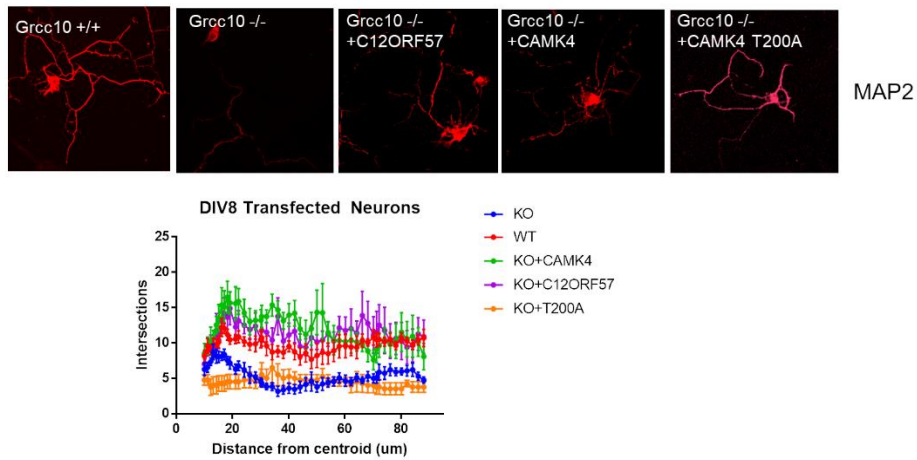 Grcc10 +/+
Grcc10 -/-
Grcc10 -/-
+C12ORF57
Grcc10 -/-
+CAMK4
Grcc10 -/-
+CAMK4 T200A
MAP2
DIV8 Transfected Neurons
25
20
15
10
5
0
Intersections
0 20 40 60 80
Distance from centroid (um)
KO
WT
KO+CAMK4
KO+C12ORF57
KO+T200A